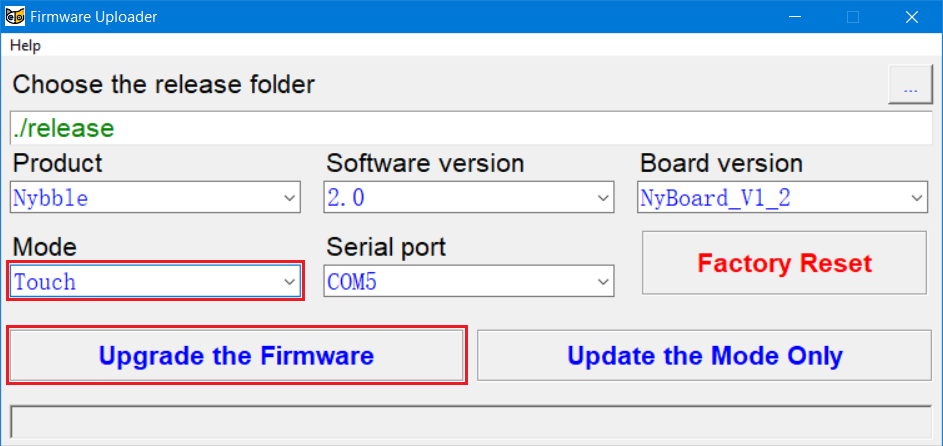 Firmware Uploader
Help
Choose the release folder
...
./release
Product Software version Board version
Nybble 2.0 NyBoard_V1_2
Mode Serial port
Touch COM5 Factory Reset
Upgrade the Firmware Update the Mode Only